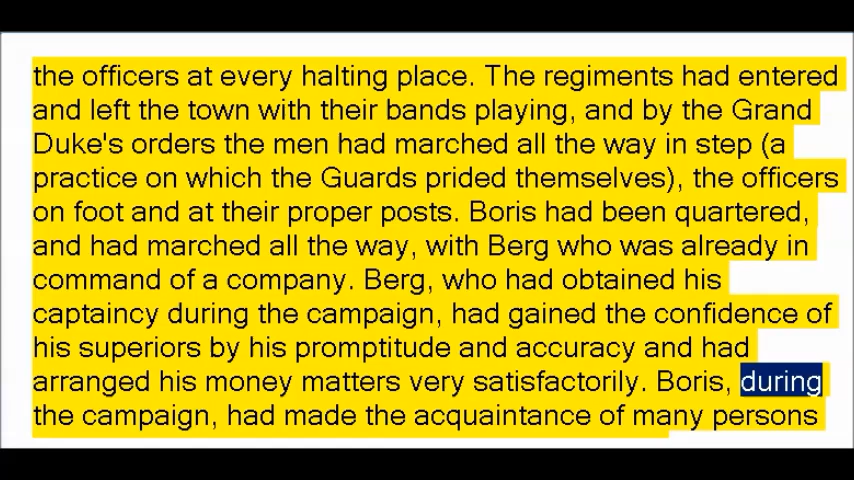 the officers at every halting place. The regiments had entered
and left the town with their bands playing, and by the Grand
Duke's orders the men had marched all the way in step (a
practice on which the Guards prided themselves), the officers
on foot and at their proper posts. Boris had been quartered,
and had marched all the way, with Berg who was already in
command of a company. Berg, who had obtained his
captaincy during the campaign, had gained the confidence of
his superiors by his promptitude and accuracy and had
arranged his money matters very satisfactorily. Boris, during
the campaign, had made the acquaintance of many persons